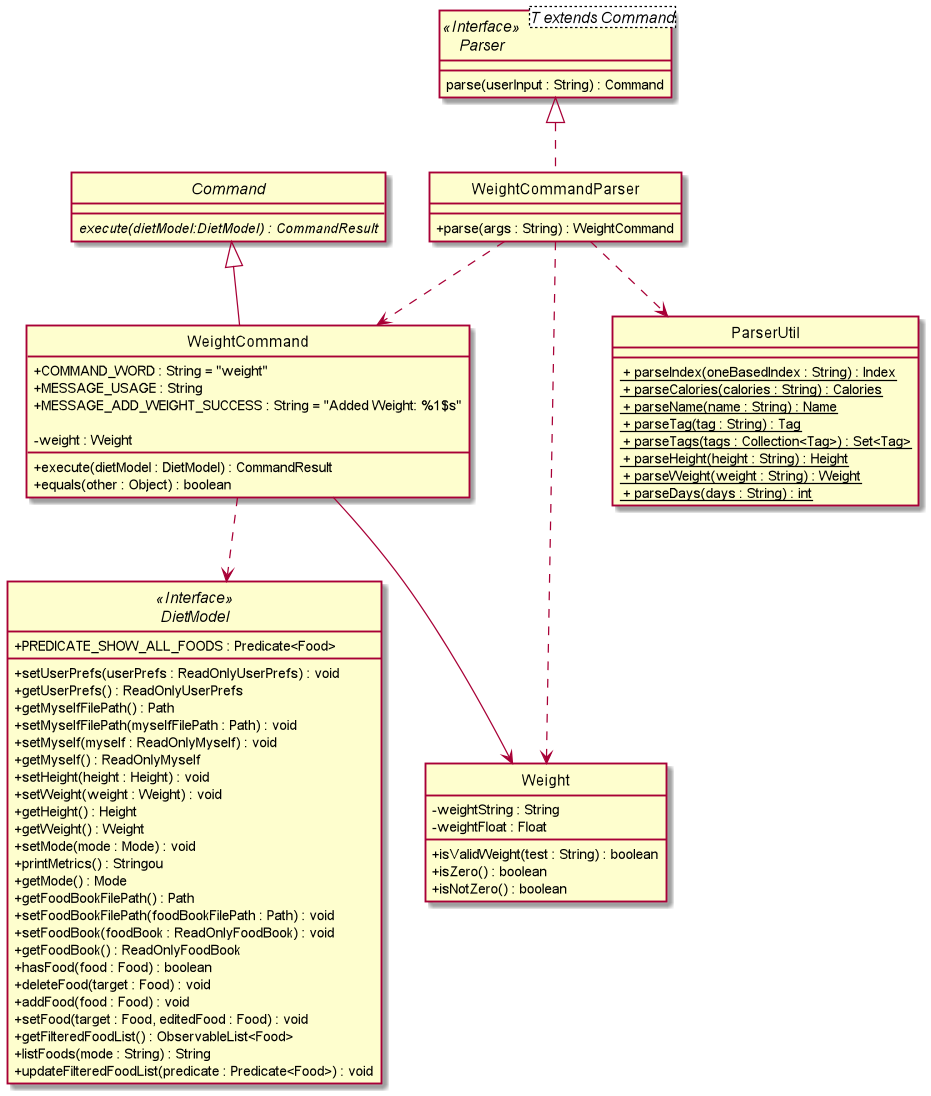 T extends Command
«Interface»
Parser
parse(userInput : String) : Command
Command
execute(dietModel:DietModel) : CommandResult
WeightCommandParser
+parse(args : String) : WeightCommand
WeightCommand
+COMMAND_WORD : String = "weight"
+MESSAGE_USAGE : String
+MESSAGE_ADD_WEIGHT_SUCCESS : String = "Added Weight: %1$s"
-weight : Weight
+execute(dietModel : DietModel) : CommandResult
+equals(other : Object) : boolean
ParserUtil
+ parseIndex(oneBasedIndex : String) : Index
+ parseCalories(calories : String) : Calories
+ parseName(name : String) : Name
+ parseTag(tag : String) : Tag
+ parseTags(tags : Collection<Tag>) : Set<Tag>
+ parseHeight(height : String) : Height
+ parseWeight(weight : String) : Weight
+ parseDays(days : String) : int
«Interface»
DietModel
+PREDICATE_SHOW_ALL_FOODS : Predicate<Food>
+setUserPrefs(userPrefs : ReadOnlyUserPrefs) : void
+getUserPrefs() : ReadOnlyUserPrefs
+getMyselfFilePath() : Path
+setMyselfFilePath(myselfFilePath : Path) : void
+setMyself(myself : ReadOnlyMyself) : void
+getMyself() : ReadOnlyMyself
+setHeight(height : Height) : void
+setWeight(weight : Weight) : void
+getHeight() : Height
+getWeight() : Weight
+setMode(mode : Mode) : void
+printMetrics() : Stringou
+getMode() : Mode
+getFoodBookFilePath() : Path
+setFoodBookFilePath(foodBookFilePath : Path) : void
+setFoodBook(foodBook : ReadOnlyFoodBook) : void
+getFoodBook() : ReadOnlyFoodBook
+hasFood(food : Food) : boolean
+deleteFood(target : Food) : void
+addFood(food : Food) : void
+setFood(target : Food, editedFood : Food) : void
+getFilteredFoodList() : ObservableList<Food>
+listFoods(mode : String) : String
+updateFilteredFoodList(predicate : Predicate<Food>) : void
Weight
-weightString : String
-weightFloat : Float
+isValidWeight(test : String) : boolean
+isZero() : boolean
+isNotZero() : boolean